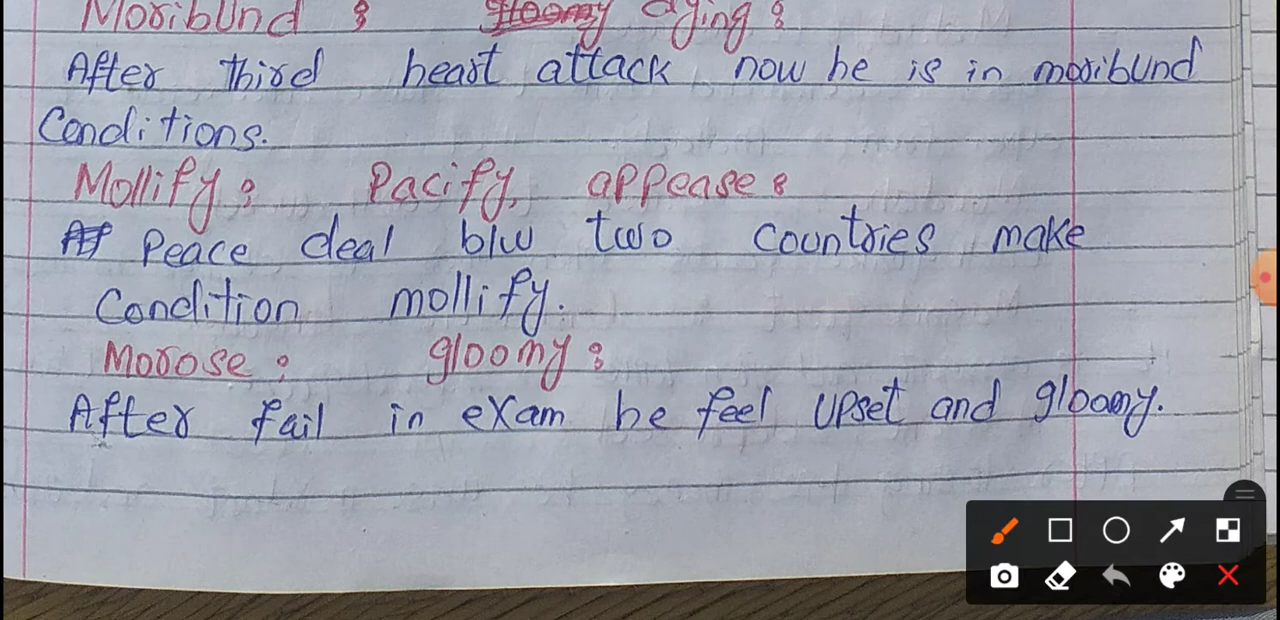 Moribund : gloomy dying :
After third heart attack now he is in moribund
Conditions.
Mollify : Pacify, appease :
Peace deal b/w two countries make
Condition mollify.
Morose : gloomy :
After fail in exam he feel upset and gloomy.